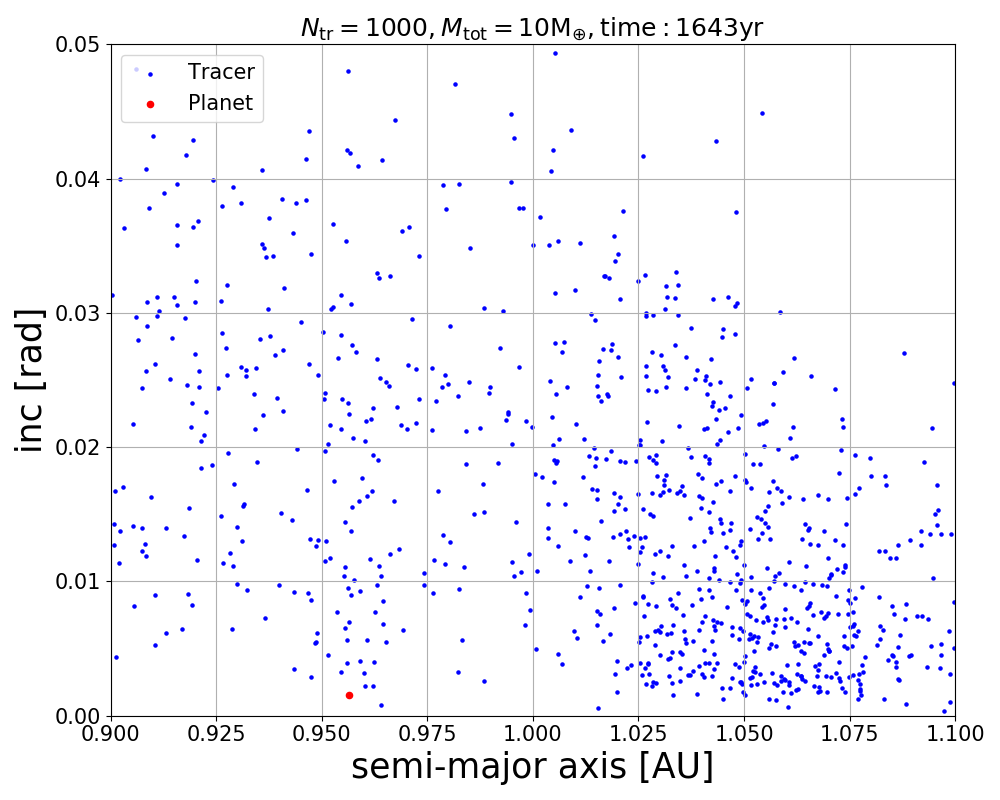 N_tr = 1000, M_tot = 10M_⊕, time : 1643yr
0.05
Tracer
Planet
0.04
0.03
inc [rad]
0.02
0.01
0.00
0.900 0.925 0.950 0.975 1.000 1.025 1.050 1.075 1.100
semi-major axis [AU]